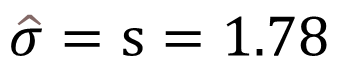 σ̂ = s = 1.78